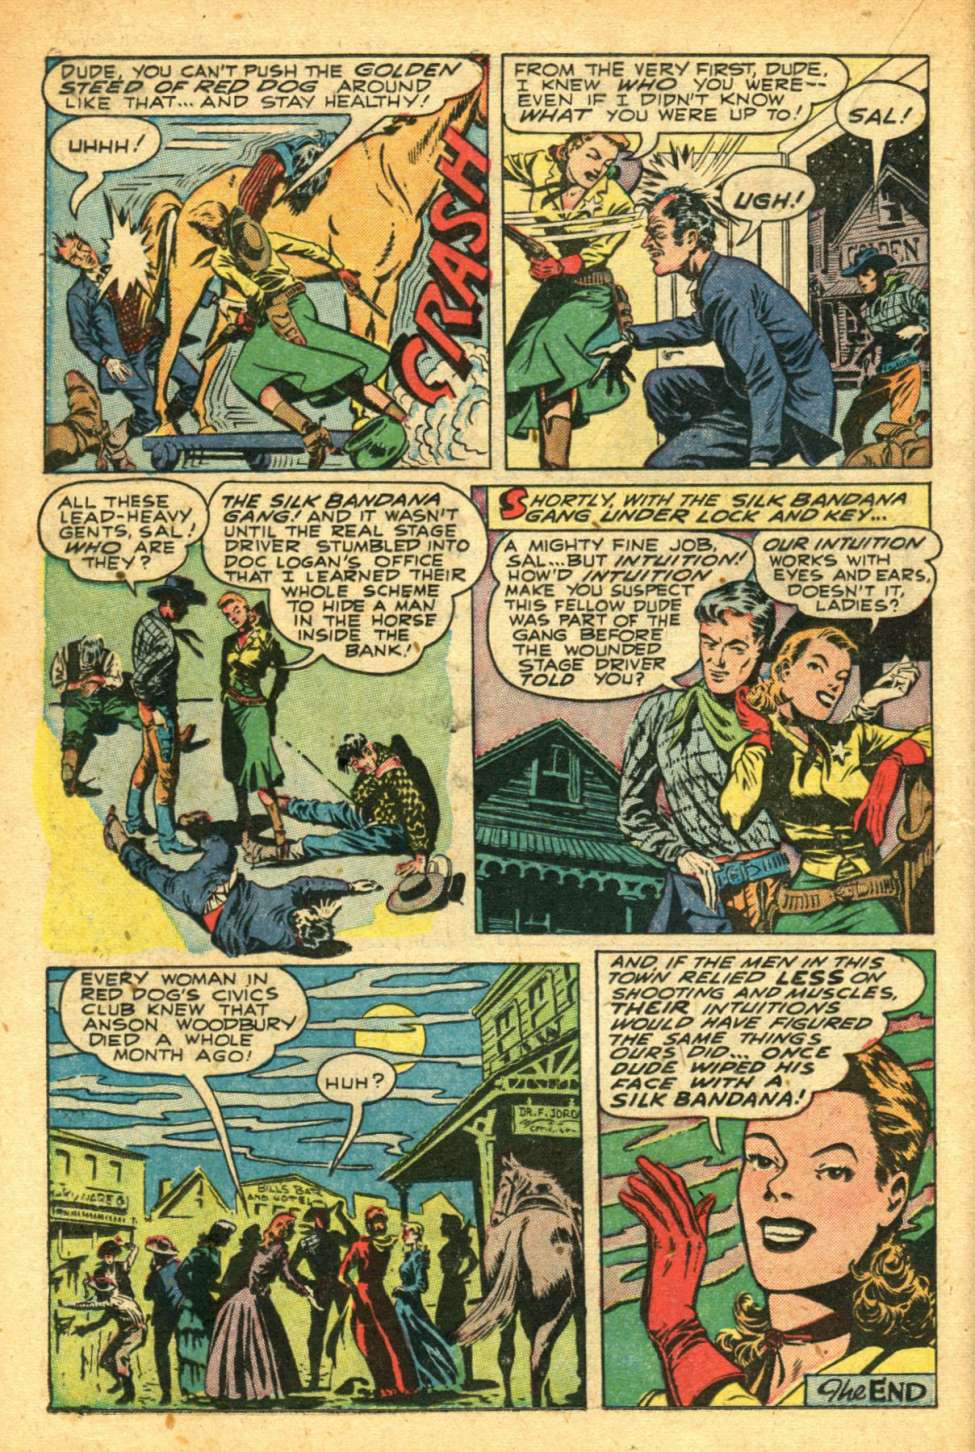 DUDE, YOU CAN'T PUSH THE GOLDEN
STEED OF RED DOG AROUND
LIKE THAT... AND STAY HEALTHY!
UHHH!
CRASH
FROM THE VERY FIRST, DUDE,
I KNEW WHO YOU WERE--
EVEN IF I DIDN'T KNOW
WHAT YOU WERE UP TO!
UGH!
SAL!
GOLDEN
ALL THESE
LEAD-HEAVY
GENTS, SAL!
WHO ARE
THEY?
THE SILK BANDANA
GANG! AND IT WASN'T
UNTIL THE REAL STAGE
DRIVER STUMBLED INTO
DOC LOGAN'S OFFICE
THAT I LEARNED THEIR
WHOLE SCHEME
TO HIDE A MAN
IN THE HORSE
INSIDE THE
BANK!
SHORTLY, WITH THE SILK BANDANA
GANG UNDER LOCK AND KEY...
A MIGHTY FINE JOB,
SAL... BUT INTUITION!
HOW'D INTUITION
MAKE YOU SUSPECT
THIS FELLOW DUDE
WAS PART OF THE
GANG BEFORE
THE WOUNDED
STAGE DRIVER
TOLD YOU?
OUR INTUITION
WORKS WITH
EYES AND EARS,
DOESN'T IT,
LADIES?
EVERY WOMAN IN
RED DOG'S CIVICS
CLUB KNEW THAT
ANSON WOODBURY
DIED A WHOLE
MONTH AGO!
HUH?
DR. F. JORD
BILLS BAR
AND HOTEL
AND IF THE MEN IN THIS
TOWN RELIED LESS ON
SHOOTING AND MUSCLES,
THEIR INTUITIONS
WOULD HAVE FIGURED
THE SAME THINGS
OURS DID... ONCE
DUDE WIPED HIS
FACE WITH A
SILK BANDANA!
The END